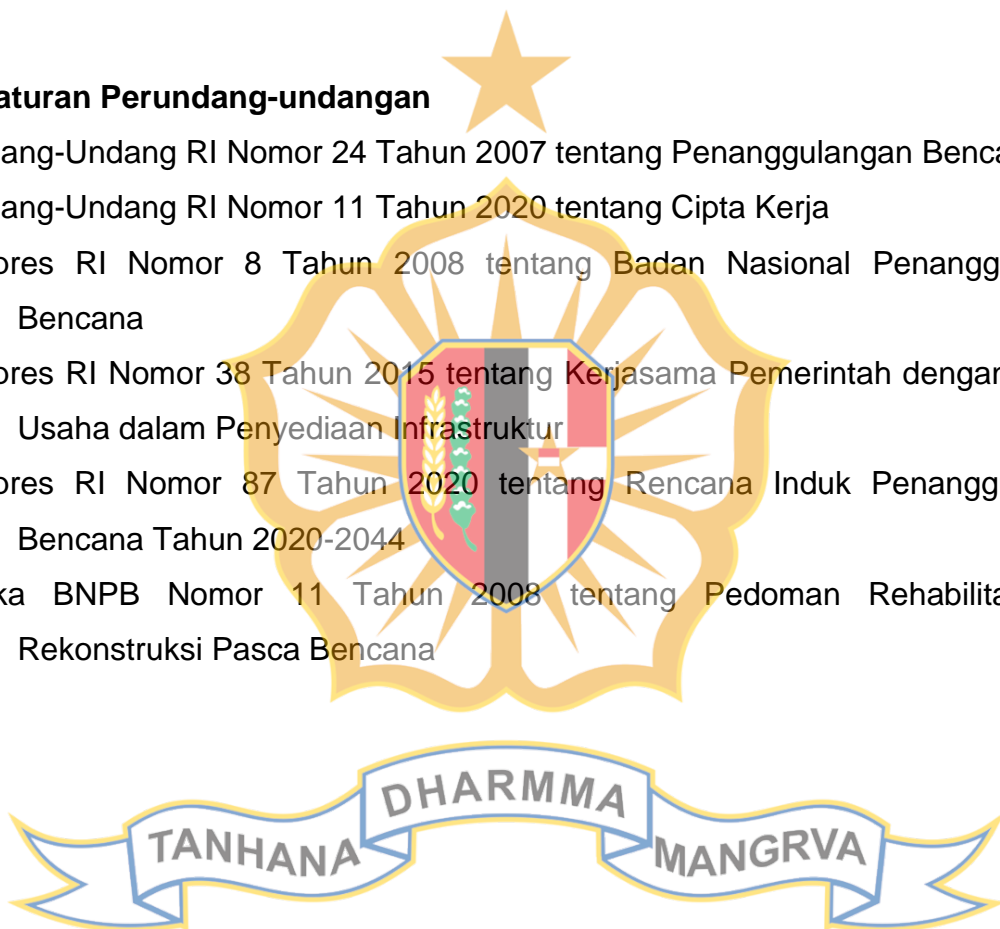 aturan Perundang-undangan
ang-Undang RI Nomor 24 Tahun 2007 tentang Penanggulangan Benca
ang-Undang RI Nomor 11 Tahun 2020 tentang Cipta Kerja
ores RI Nomor 8 Tahun 2008 tentang Badan Nasional Penangg
Bencana
ores RI Nomor 38 Tahun 2015 tentang Kerjasama Pemerintah dengan
Usaha dalam Penyediaan Infrastruktur
ores RI Nomor 87 Tahun 2020 tentang Rencana Induk Penangg
Bencana Tahun 2020-2044
ka BNPB Nomor 11 Tahun 2008 tentang Pedoman Rehabilita
Rekonstruksi Pasca Bencana
TANHANA DHARMMA MANGRVA